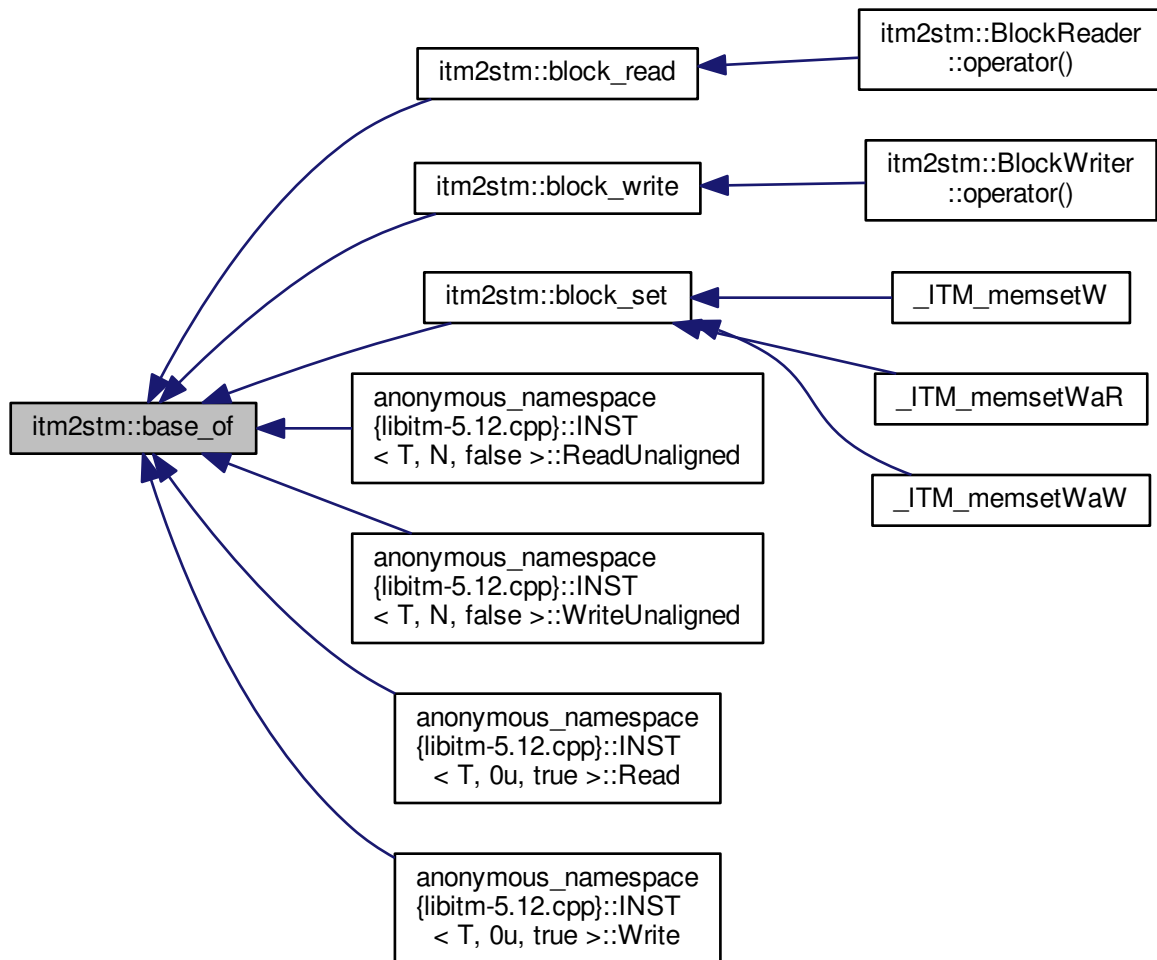 itm2stm::BlockReader
::operator()
itm2stm::block_read
itm2stm::BlockWriter
::operator()
itm2stm::block_write
itm2stm::block_set
_ITM_memsetW
_ITM_memsetWaR
_ITM_memsetWaW
itm2stm::base_of
anonymous_namespace
{libitm-5.12.cpp}::INST
< T, N, false >::ReadUnaligned
anonymous_namespace
{libitm-5.12.cpp}::INST
< T, N, false >::WriteUnaligned
anonymous_namespace
{libitm-5.12.cpp}::INST
< T, 0u, true >::Read
anonymous_namespace
{libitm-5.12.cpp}::INST
< T, 0u, true >::Write